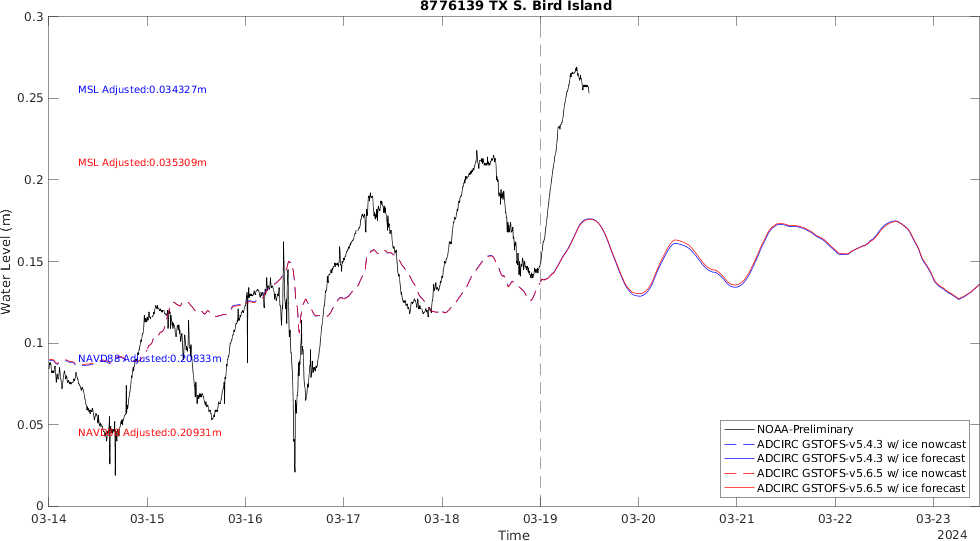 8776139 TX S. Bird Island
0.3
0.25
0.2
0.15
0.1
0.05
0
Water Level (m)
MSL Adjusted:0.034327m
MSL Adjusted:0.035309m
NAVD88 Adjusted:0.20833m
NAVD88 Adjusted:0.20931m
NOAA-Preliminary
ADCIRC GSTOFS-v5.4.3 w/ ice nowcast
ADCIRC GSTOFS-v5.4.3 w/ ice forecast
ADCIRC GSTOFS-v5.6.5 w/ ice nowcast
ADCIRC GSTOFS-v5.6.5 w/ ice forecast
03-14 03-15 03-16 03-17 03-18 03-19 03-20 03-21 03-22 03-23
Time
2024